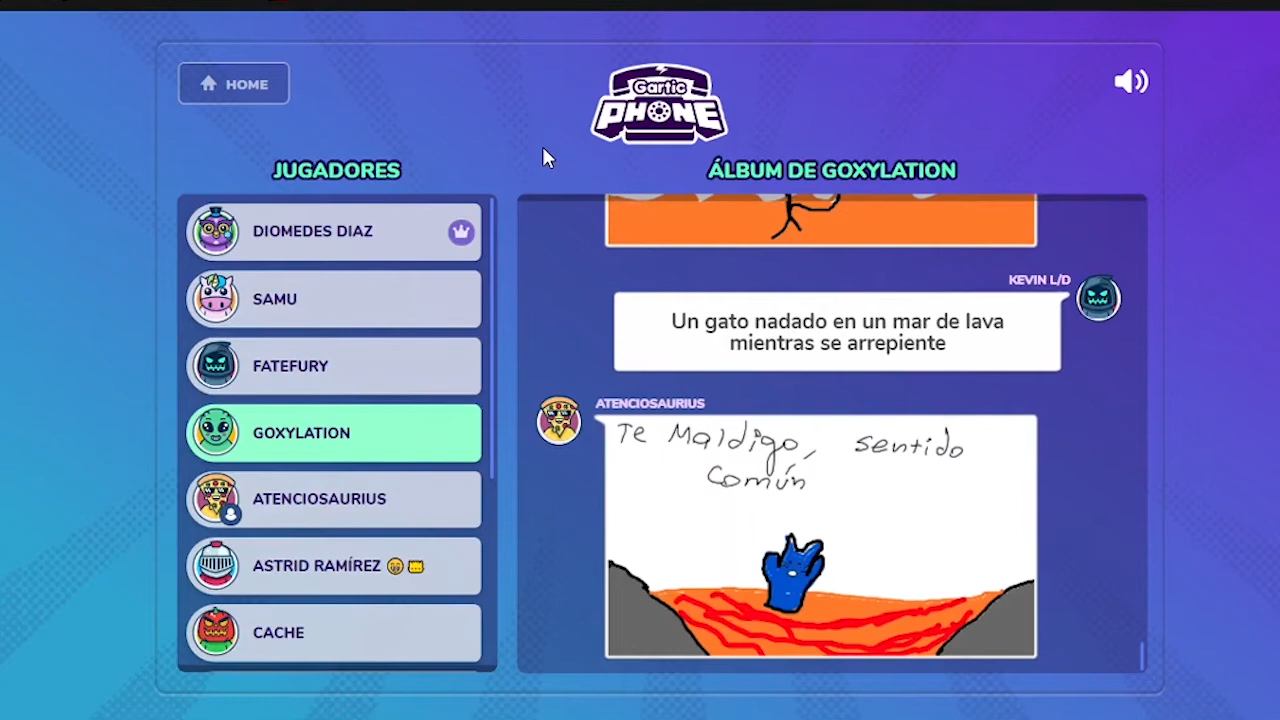 HOME
Gartic
PHONE
JUGADORES
ÁLBUM DE GOXYLATION
DIOMEDES DIAZ
SAMU
FATEFURY
GOXYLATION
ATENCIOSAURIUS
ASTRID RAMÍREZ
CACHE
KEVIN L/D
Un gato nadado en un mar de lava
mientras se arrepiente
ATENCIOSAURIUS
Te Maldigo, sentido
Común